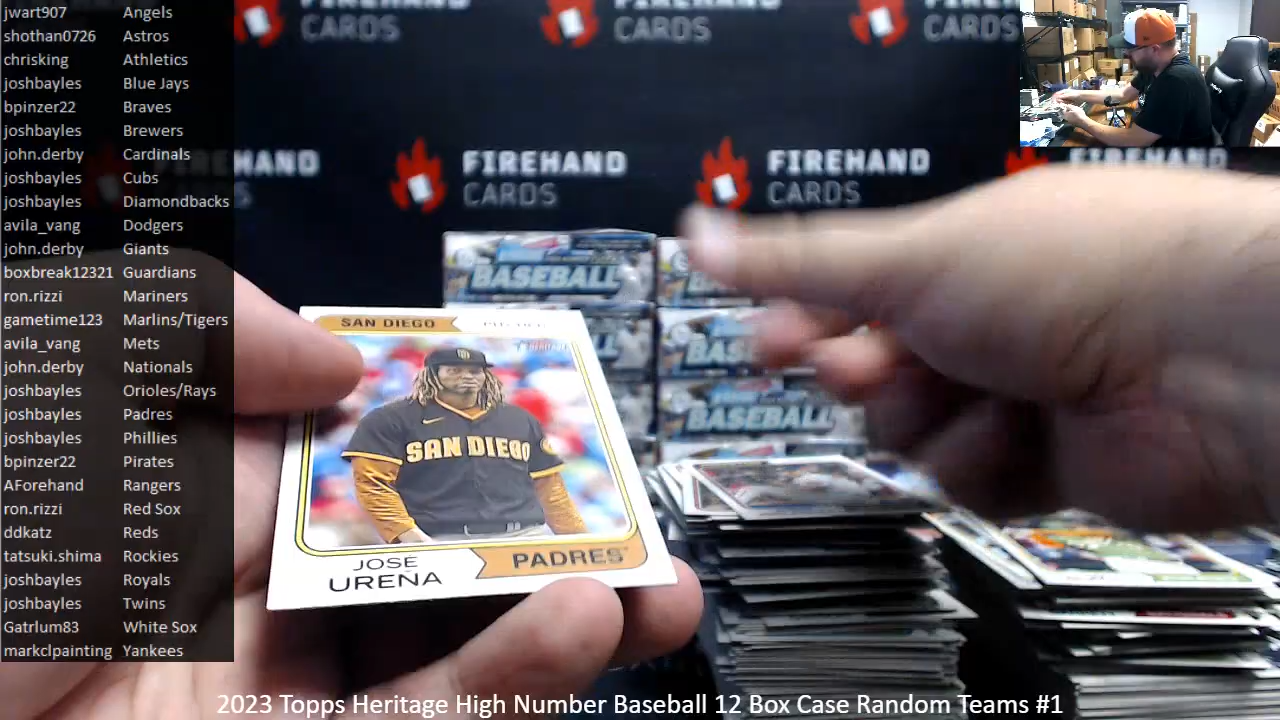 jwart907 Angels
shothan0726 Astros
chrisking Athletics
joshbayles Blue Jays
bpinzer22 Braves
joshbayles Brewers
john.derby Cardinals
joshbayles Cubs
joshbayles Diamondbacks
avila_vang Dodgers
john.derby Giants
boxbreak12321 Guardians
ron.rizzi Mariners
gametime123 Marlins/Tigers
avila_vang Mets
john.derby Nationals
joshbayles Orioles/Rays
joshbayles Padres
joshbayles Phillies
bpinzer22 Pirates
AForehand Rangers
ron.rizzi Red Sox
ddkatz Reds
tatsuki.shima Rockies
joshbayles Royals
joshbayles Twins
Gatrlum83 White Sox
markclpainting Yankees
CARDS
CARDS
CARDS
FIREHAND
CARDS
FIREHAND
CARDS
FIREHAND
BASEBALL
BASEBALL
SAN DIEGO
HERITAGE
SAN DIEGO
JOSE
UREÑA
PADRES
2023 Topps Heritage High Number Baseball 12 Box Case Random Teams #1